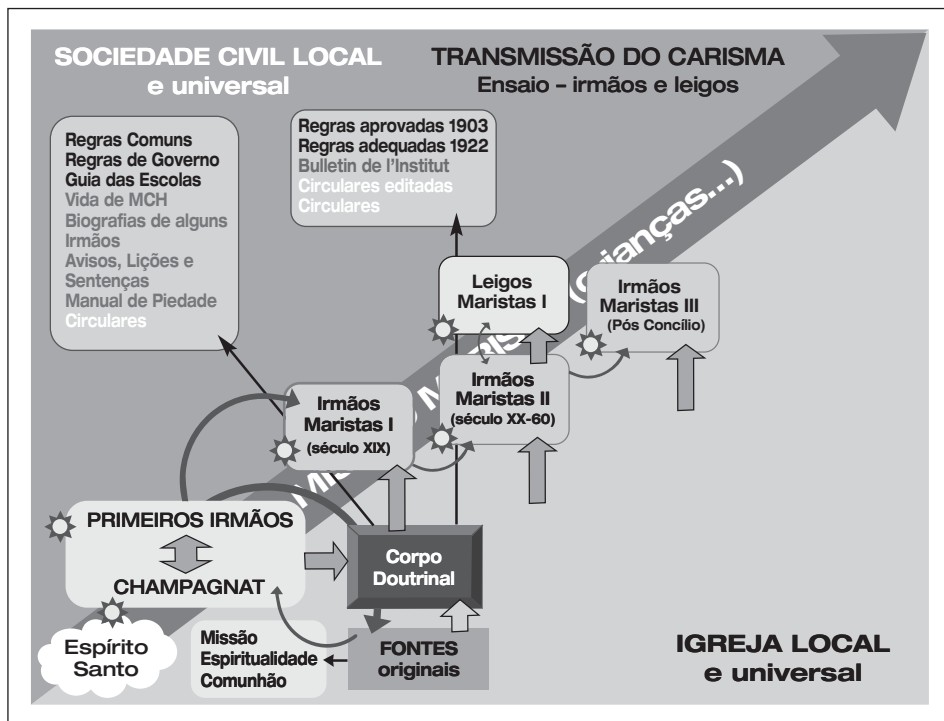 SOCIEDADE CIVIL LOCAL
e universal
TRANSMISSÃO DO CARISMA
Ensaio – irmãos e leigos
Regras Comuns
Regras de Governo
Guia das Escolas
Vida de MCH
Biografias de alguns
Irmãos
Avisos, Lições e
Sentenças
Manual de Piedade
Circulares
Regras aprovadas 1903
Regras adequadas 1922
Bulletin de l'Institut
Circulares editadas
Circulares
(crianças...)
Leigos
Maristas I
Irmãos
Maristas III
(Pós Concílio)
Irmãos
Maristas II
(século XX-60)
Irmãos
Maristas I
(século XIX)
PRIMEIROS IRMÃOS
CHAMPAGNAT
Corpo
Doutrinal
Espírito
Santo
Missão
Espiritualidade
Comunhão
FONTES
originais
IGREJA LOCAL
e universal